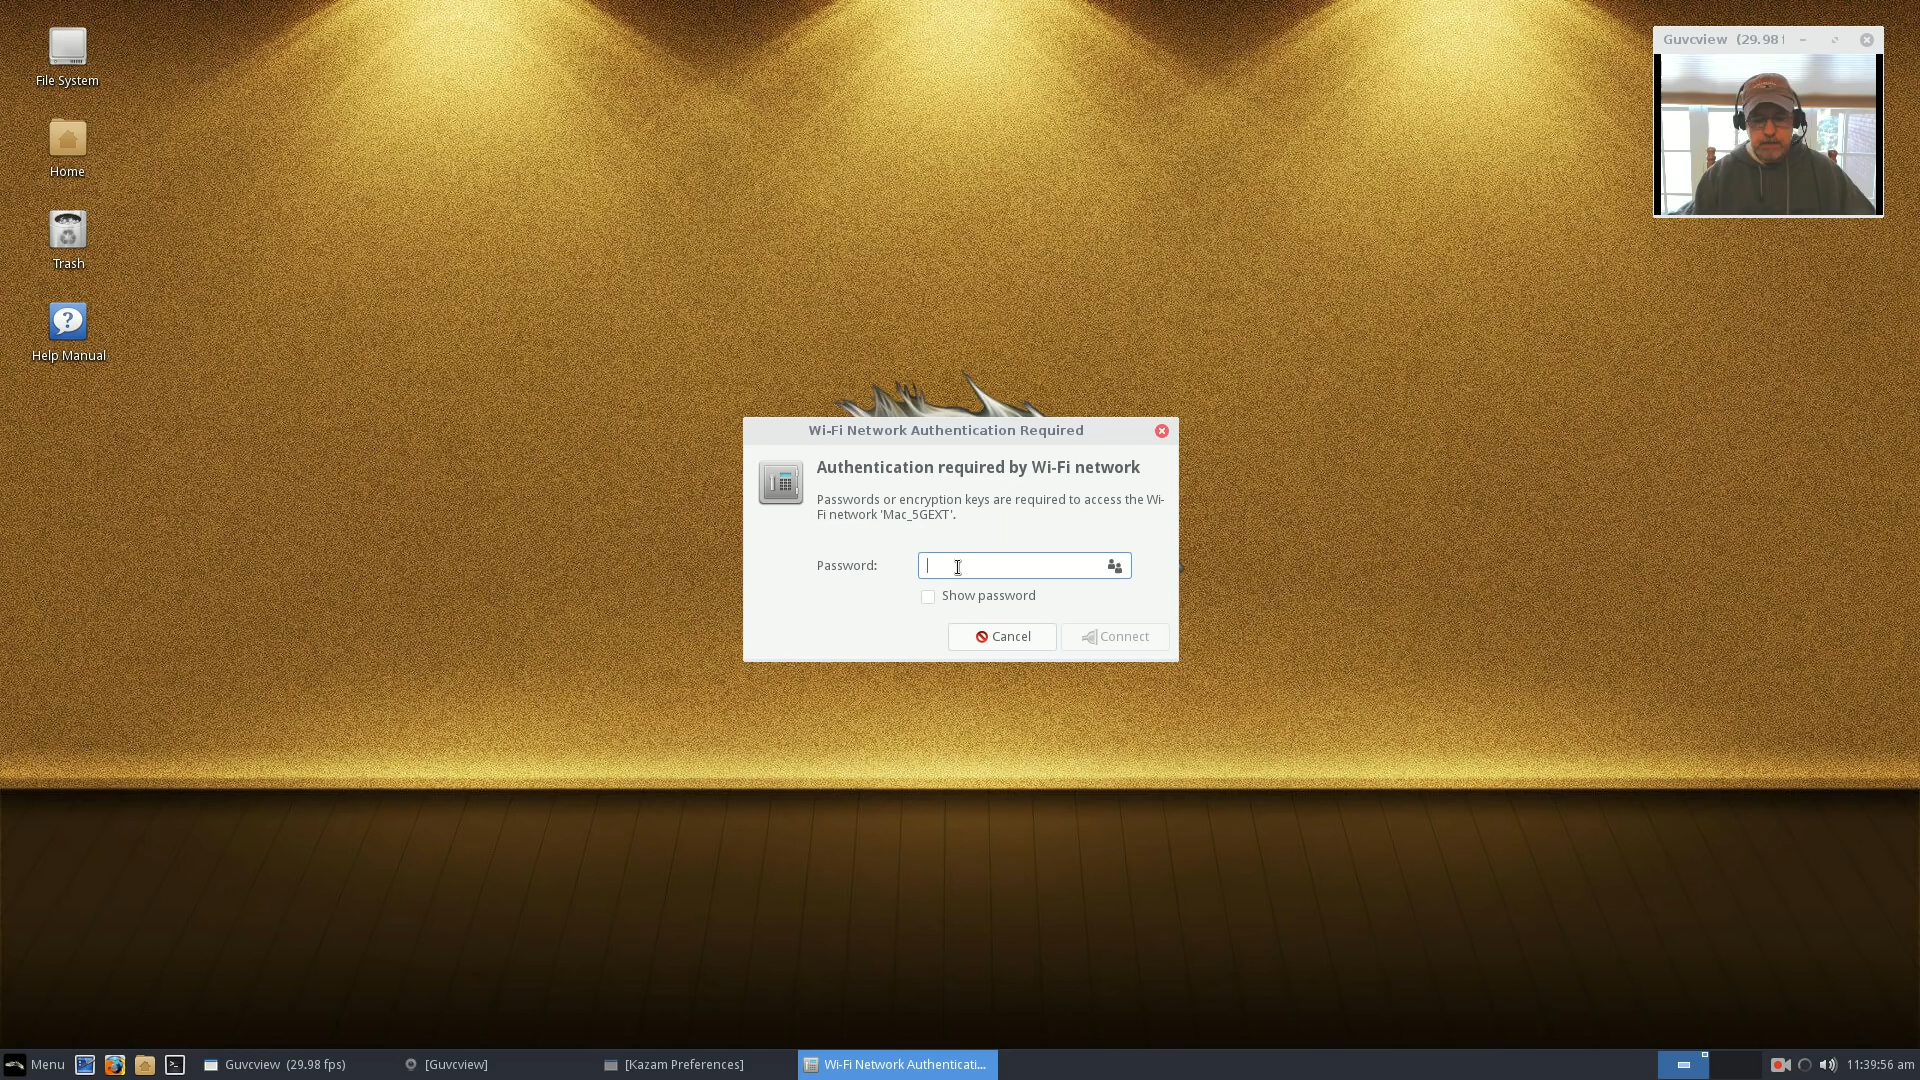 File System
Home
Trash
Help Manual
Guvcview (29.98 f
Wi-Fi Network Authentication Required
Authentication required by Wi-Fi network
Passwords or encryption keys are required to access the Wi-
Fi network 'Mac_5GEXT'.
Password:
Show password
Cancel
Connect
Menu
Guvcview (29.98 fps)
[Guvcview]
[Kazam Preferences]
Wi-Fi Network Authenticati...
11:39:56 am